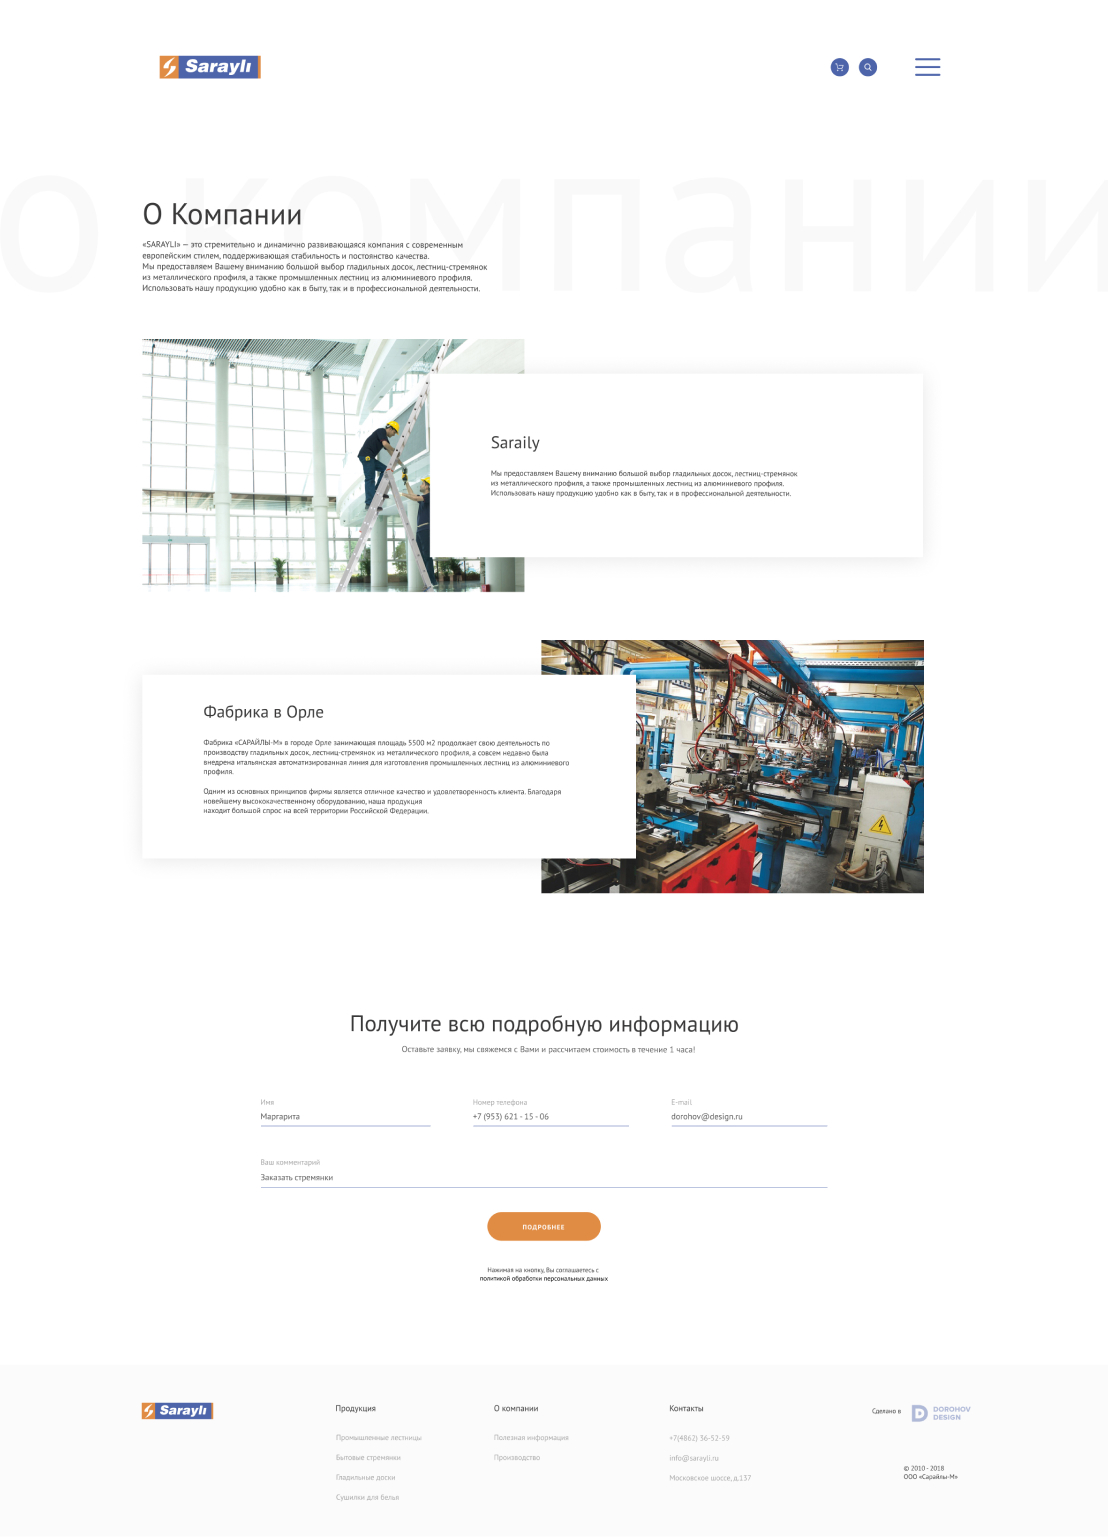 Saraylı
о компании
О Компании
«SARAYLI» — это стремительно и динамично развивающаяся компания с современным
европейским стилем, поддерживающая стабильность и постоянство качества.
Мы предоставляем Вашему вниманию большой выбор гладильных досок, лестниц-стремянок
из металлического профиля, а также промышленных лестниц из алюминиевого профиля.
Использовать нашу продукцию удобно как в быту, так и в профессиональной деятельности.
Saraily
Мы предоставляем Вашему вниманию большой выбор гладильных досок, лестниц-стремянок
из металлического профиля, а также промышленных лестниц из алюминиевого профиля.
Использовать нашу продукцию удобно как в быту, так и в профессиональной деятельности.
Фабрика в Орле
Фабрика «САРАЙЛЫ-М» в городе Орле занимающая площадь 5500 м2 продолжает свою деятельность по
производству гладильных досок, лестниц-стремянок из металлического профиля, а совсем недавно была
внедрена итальянская автоматизированная линия для изготовления промышленных лестниц из алюминиевого
профиля.
Одним из основных принципов фирмы является отличное качество и удовлетворенность клиента. Благодаря
новейшему высококачественному оборудованию, наша продукция
находит большой спрос на всей территории Российской Федерации.
Получите всю подробную информацию
Оставьте заявку, мы свяжемся с Вами и рассчитаем стоимость в течение 1 часа!
Имя
Номер телефона
E-mail
Маргарита
+7 (953) 621 - 15 - 06
dorohov@design.ru
Ваш комментарий
Заказать стремянки
ПОДРОБНЕЕ
Нажимая на кнопку, Вы соглашаетесь с
политикой обработки персональных данных
Saraylı
Продукция
Промышленные лестницы
Бытовые стремянки
Гладильные доски
Сушилки для белья
О компании
Полезная информация
Производство
Контакты
+7(4862) 36-52-59
info@sarayli.ru
Московское шоссе, д.137
Сделано в
DOROHOV
DESIGN
© 2010 - 2018
ООО «Сарайлы-М»